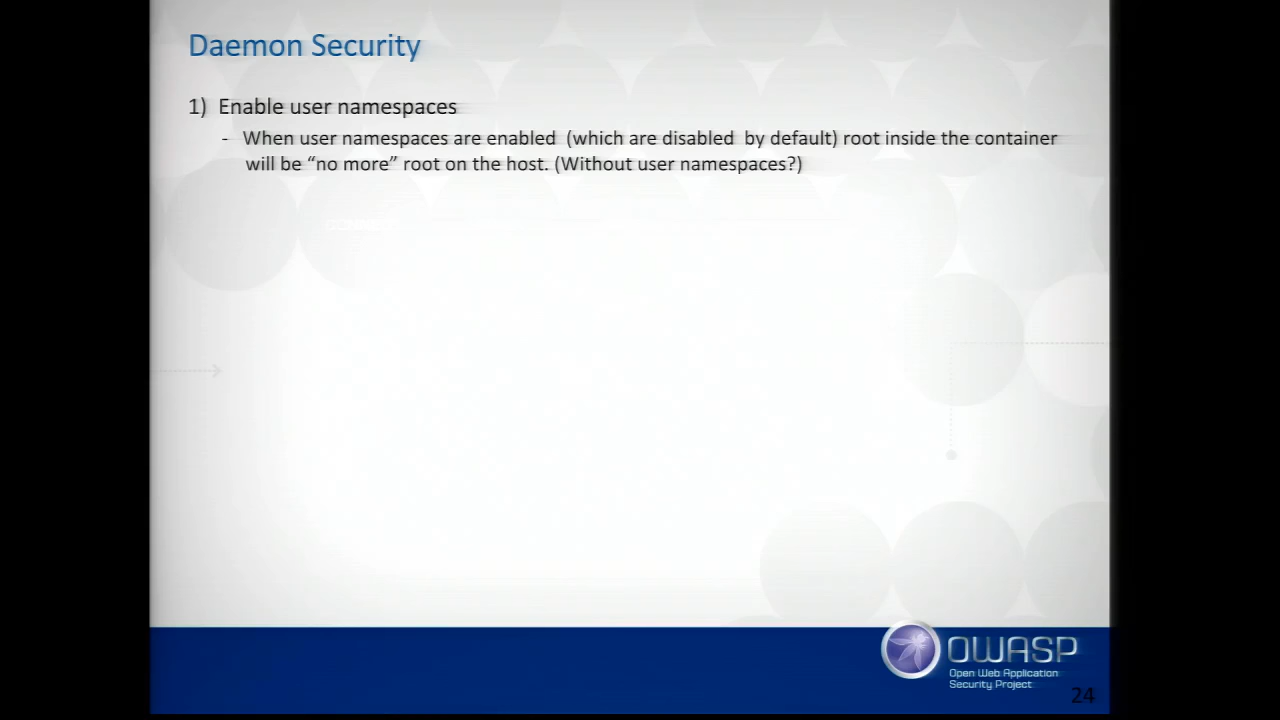 Daemon Security
1) Enable user namespaces
- When user namespaces are enabled (which are disabled by default) root inside the container
will be “no more” root on the host. (Without user namespaces?)
OWASP
Open Web Application
Security Project
24